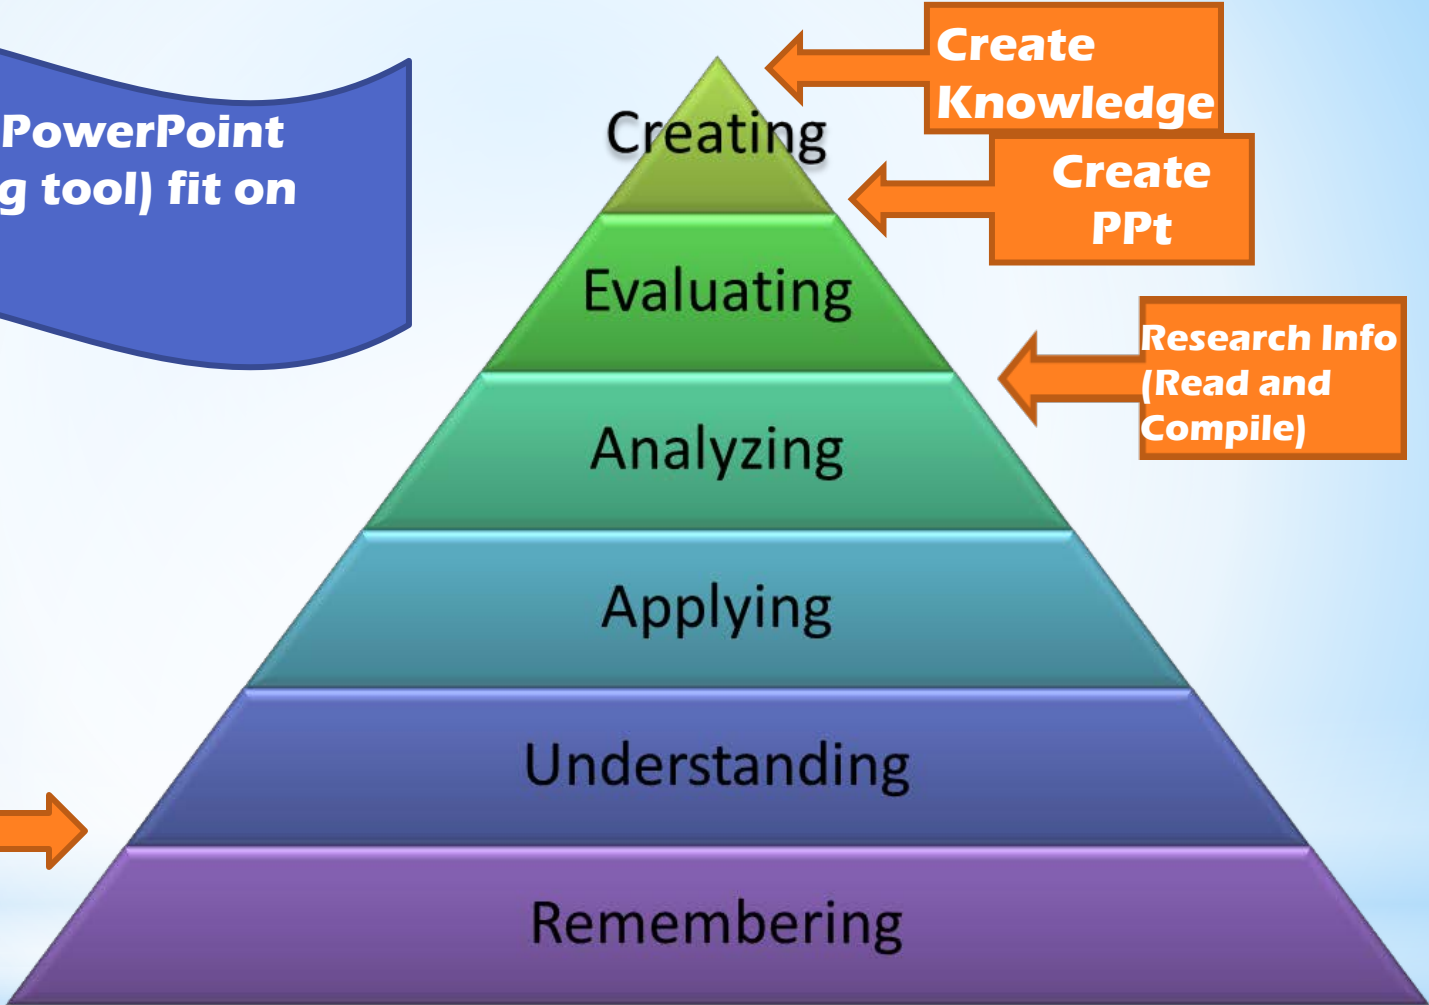 PowerPoint
g tool) fit on
Create
Knowledge
Create
PPt
Research Info
(Read and
Compile)
Creating
Evaluating
Analyzing
Applying
Understanding
Remembering